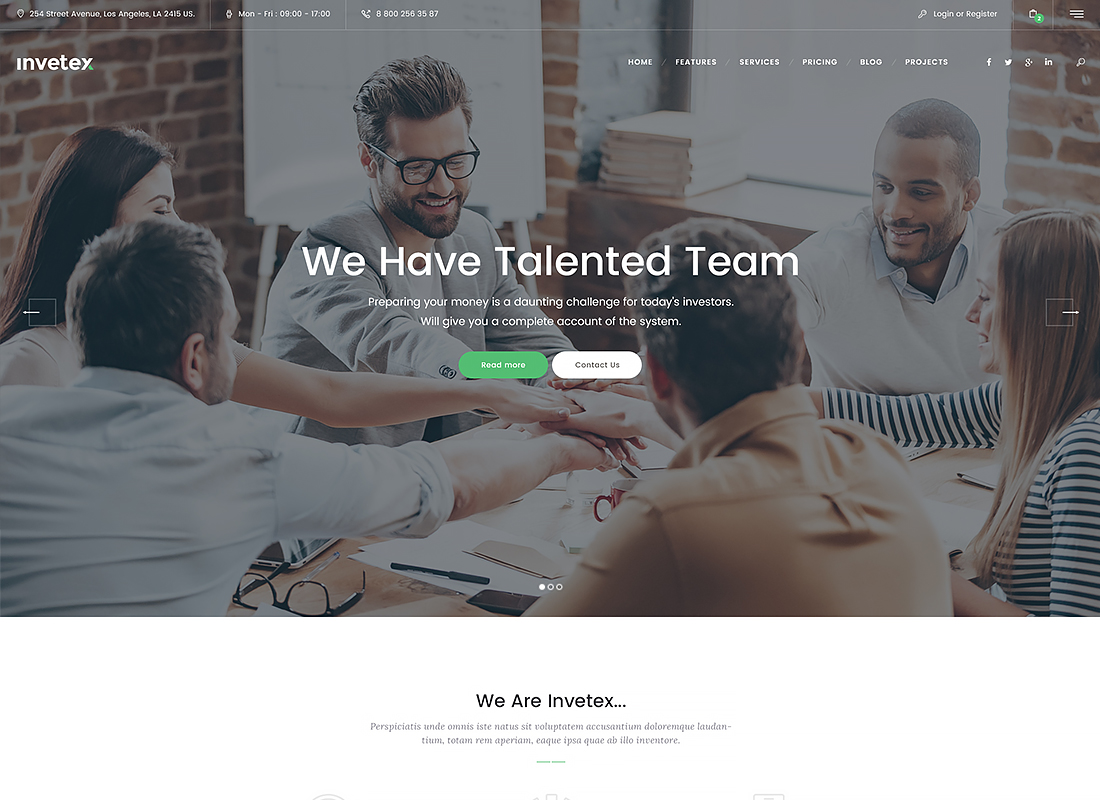 254 Street Avenue, Los Angeles, LA 2415 US.
Mon - Fri : 09:00 - 17:00
8 800 256 35 87
Login or Register
2
invetex
HOME / FEATURES / SERVICES / PRICING / BLOG / PROJECTS
We Have Talented Team
Preparing your money is a daunting challenge for today's investors.
Will give you a complete account of the system.
Read more
Contact Us
We Are Invetex...
Perspiciatis unde omnis iste natus sit voluptatem accusantium doloremque laudan-
tium, totam rem aperiam, eaque ipsa quae ab illo inventore.